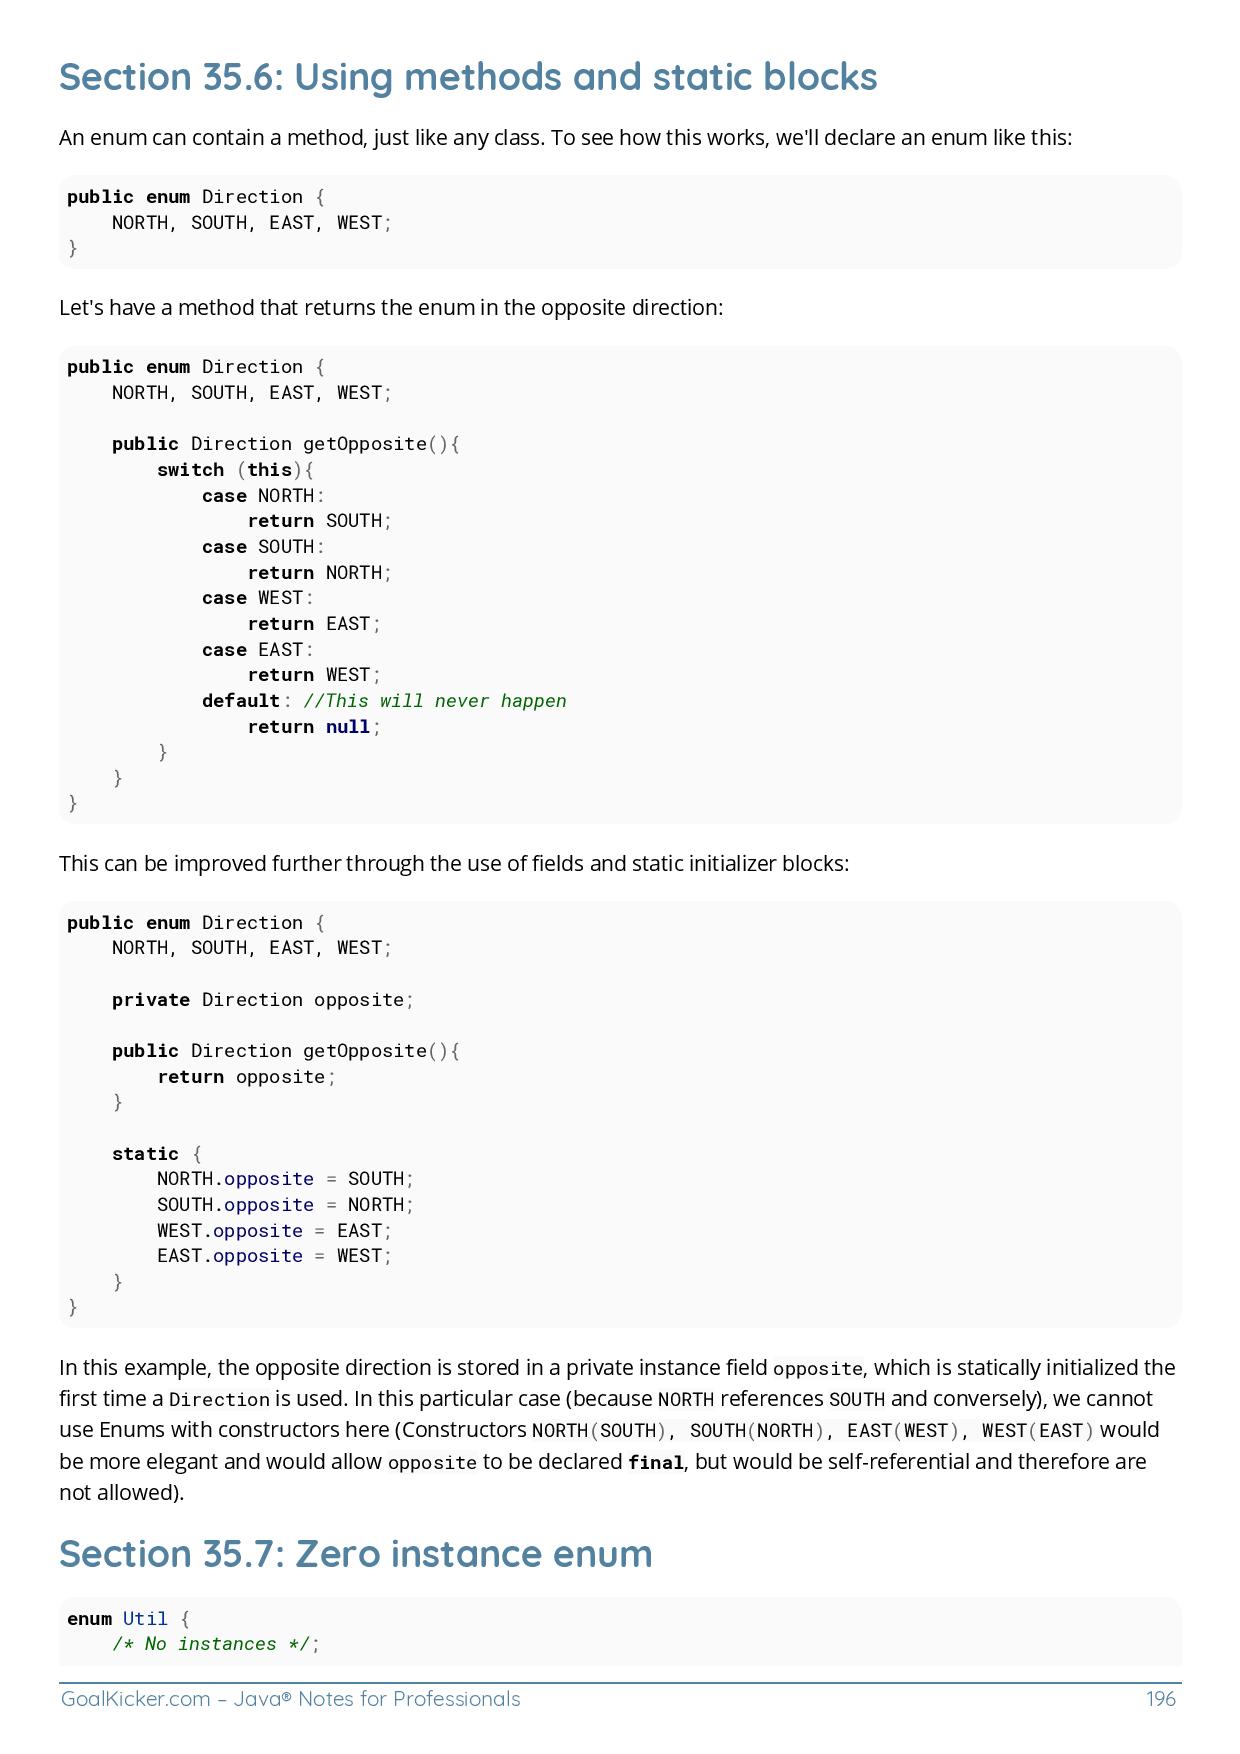 Section 35.6: Using methods and static blocks
An enum can contain a method, just like any class. To see how this works, we'll declare an enum like this:
public enum Direction {
    NORTH, SOUTH, EAST, WEST;
}
Let's have a method that returns the enum in the opposite direction:
public enum Direction {
    NORTH, SOUTH, EAST, WEST;
    public Direction getOpposite(){
        switch (this){
            case NORTH:
                return SOUTH;
            case SOUTH:
                return NORTH;
            case WEST:
                return EAST;
            case EAST:
                return WEST;
            default: //This will never happen
                return null;
        }
    }
}
This can be improved further through the use of fields and static initializer blocks:
public enum Direction {
    NORTH, SOUTH, EAST, WEST;
    private Direction opposite;
    public Direction getOpposite(){
        return opposite;
    }
    static {
        NORTH.opposite = SOUTH;
        SOUTH.opposite = NORTH;
        WEST.opposite = EAST;
        EAST.opposite = WEST;
    }
}
In this example, the opposite direction is stored in a private instance field opposite, which is statically initialized the
first time a Direction is used. In this particular case (because NORTH references SOUTH and conversely), we cannot
use Enums with constructors here (Constructors NORTH(SOUTH), SOUTH(NORTH), EAST(WEST), WEST(EAST) would
be more elegant and would allow opposite to be declared final, but would be self-referential and therefore are
not allowed).
Section 35.7: Zero instance enum
enum Util {
    /* No instances */;
GoalKicker.com – Java® Notes for Professionals 196